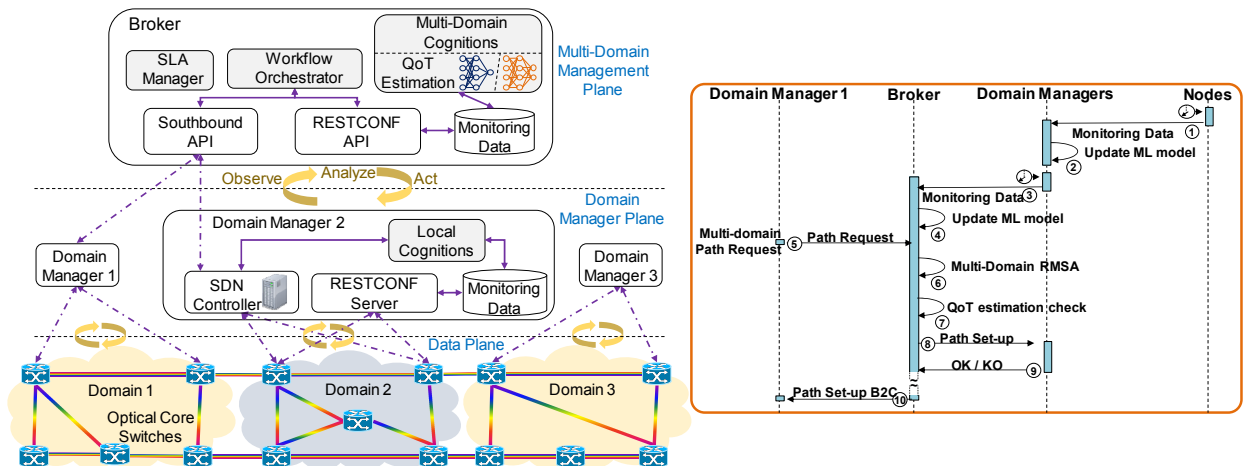 Broker
SLA
Manager
Workflow
Orchestrator
Multi-Domain
Cognitions
QoT
Estimation
Multi-Domain
Management
Plane
Southbound
API
RESTCONF
API
Monitoring
Data
Observe
Analyze
Act
Domain
Manager Plane
Domain Manager 2
Local
Cognitions
Domain
Manager 1
SDN
Controller
RESTCONF
Server
Monitoring
Data
Domain
Manager 3
Data Plane
Domain 1
Domain 2
Domain 3
Optical Core
Switches
Domain Manager 1
Broker
Domain Managers
Nodes
1
Monitoring Data
Update ML model
2
3
Monitoring Data
Update ML model
4
Multi-domain
Path Request
5 Path Request
Multi-Domain RMSA
6
QoT estimation check
7
8 Path Set-up
OK / KO 9
Path Set-up B2C 10